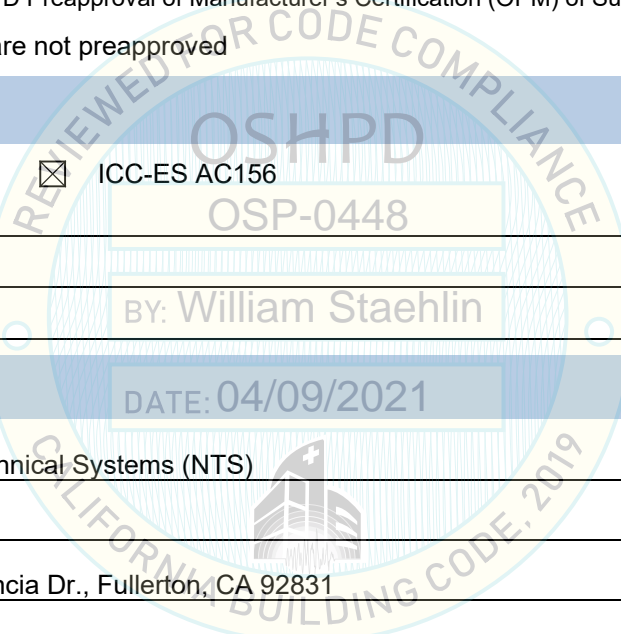 D Preapproval of Manufacturer's Certification (OPM) of Su
are not preapproved
REVIEWED FOR CODE COMPLIANCE
OSHPD
☒ ICC-ES AC156
OSP-0448
BY: William Staehlin
DATE: 04/09/2021
hnical Systems (NTS)
ncia Dr., Fullerton, CA 92831
CALIFORNIA BUILDING CODE, 2019